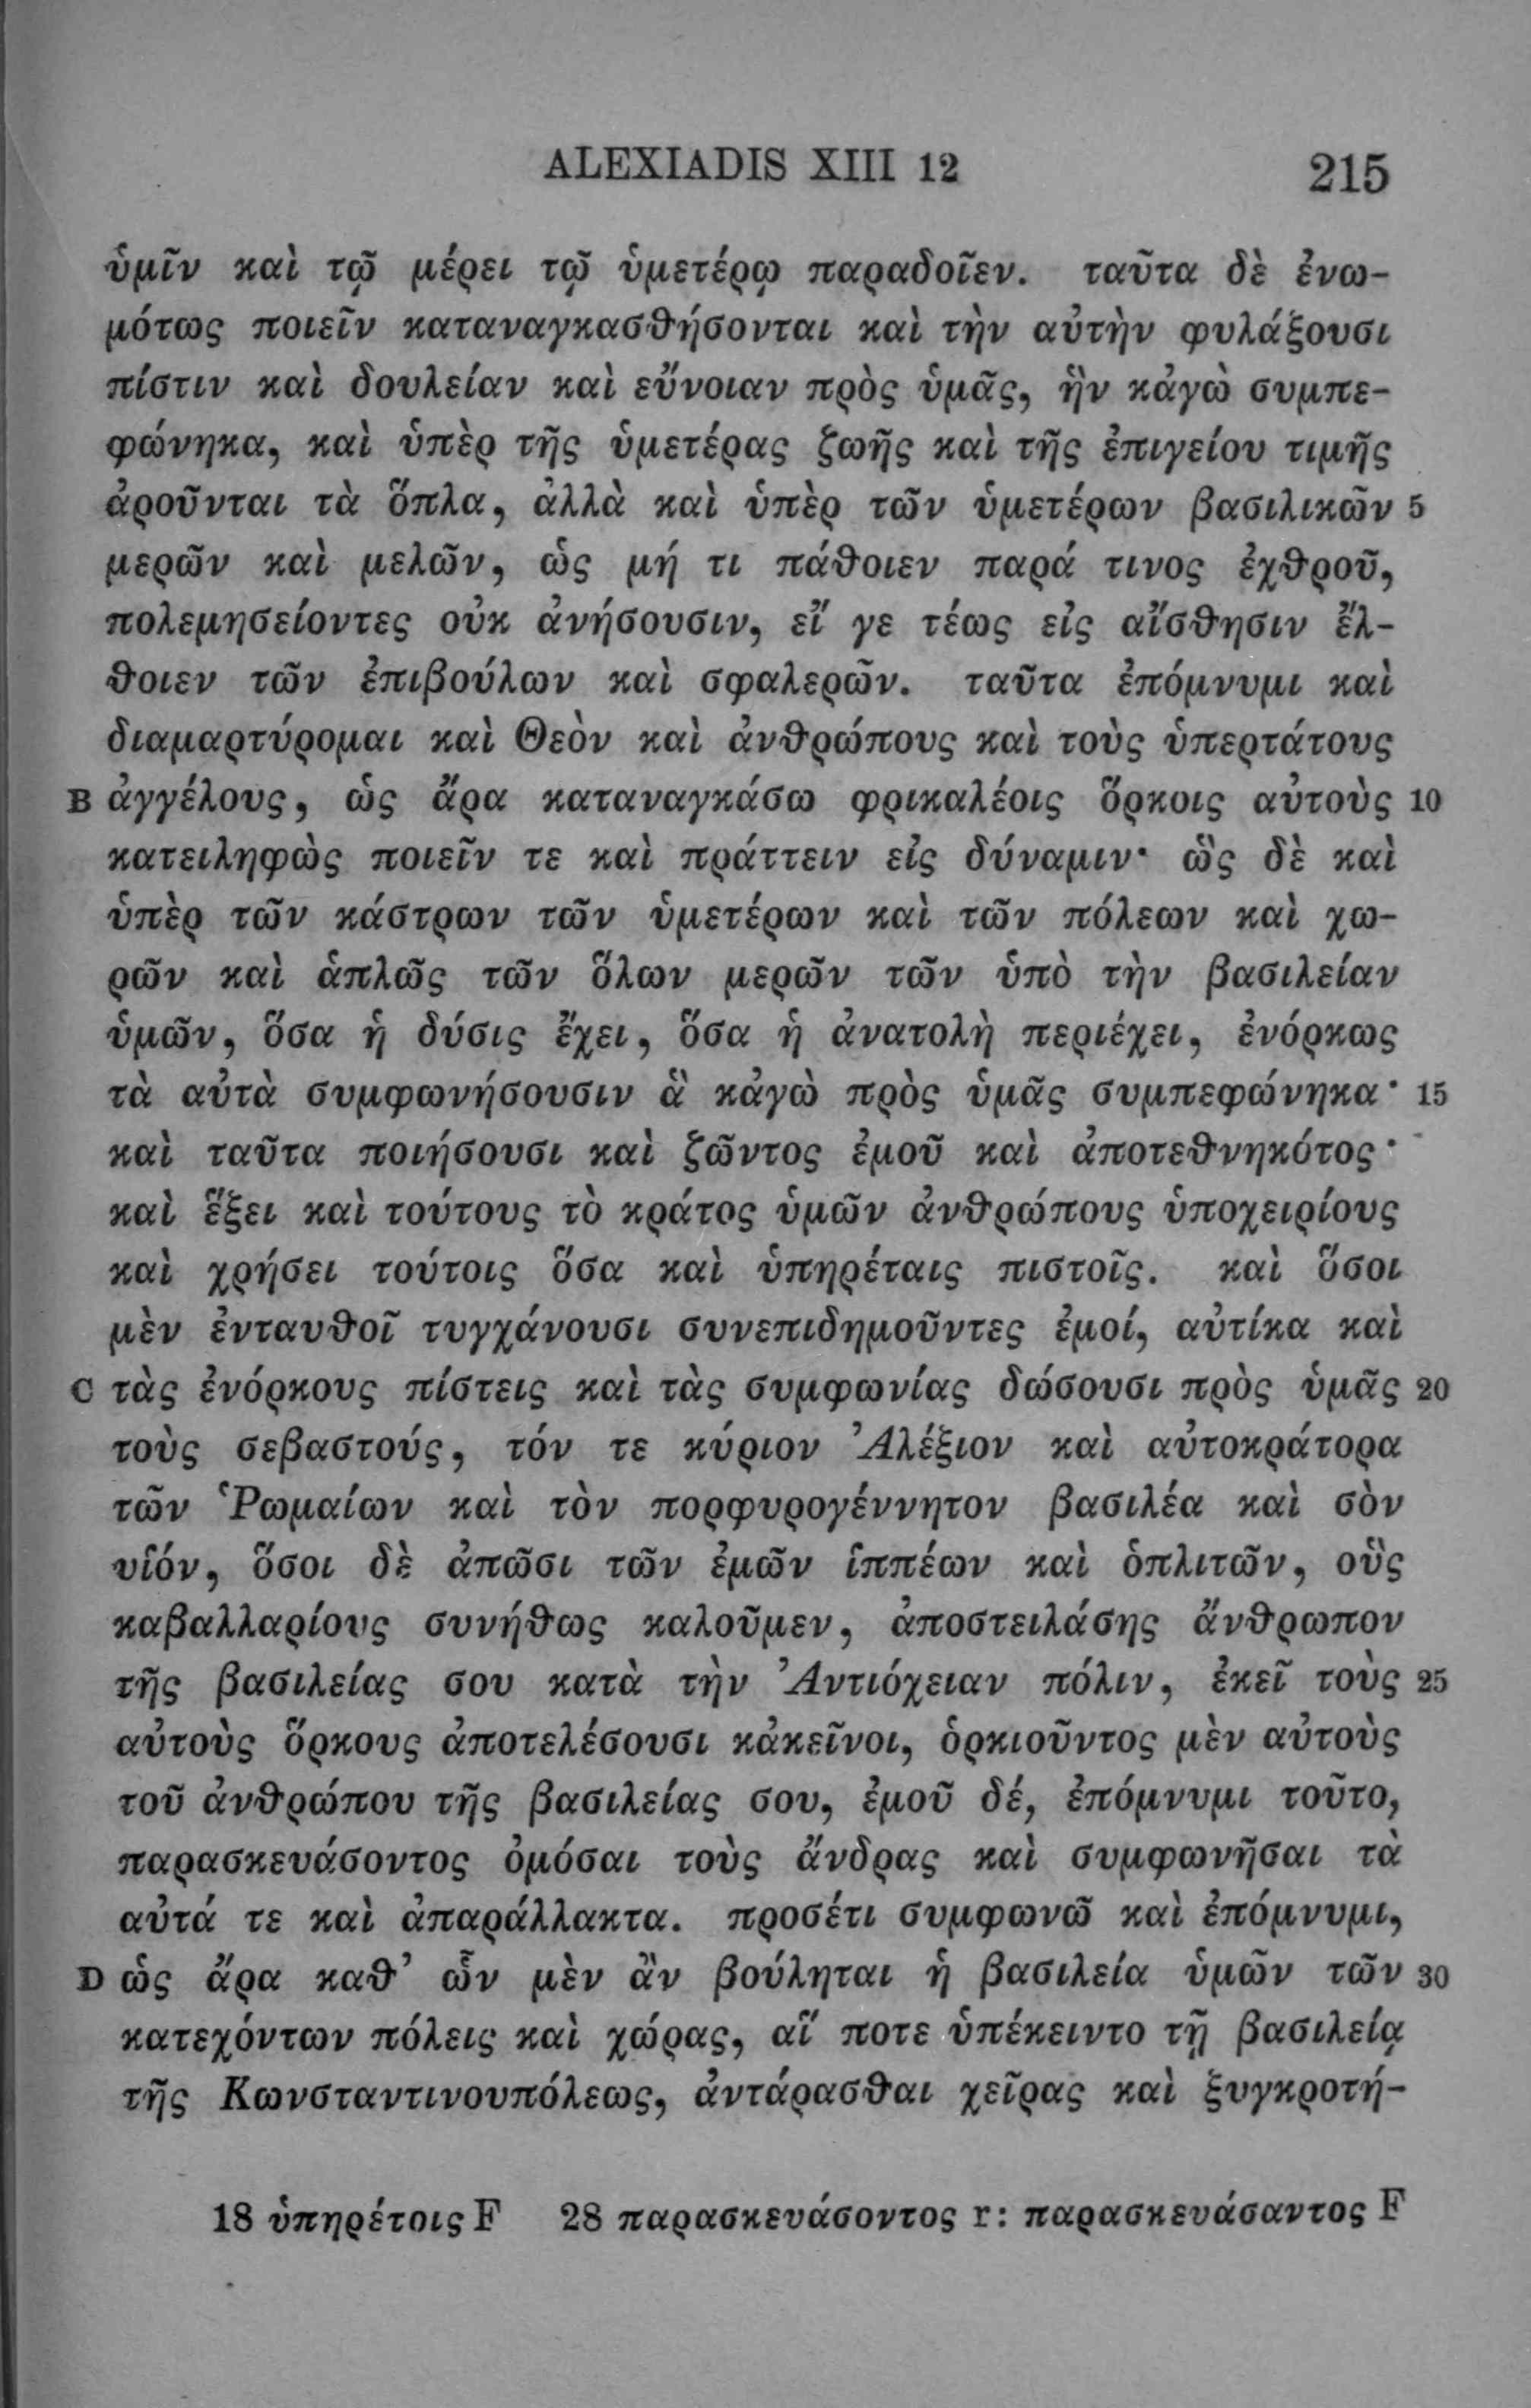 ALEXIADIS XIII 12 215
ὑμῖν καὶ τῷ μέρει τῷ ὑμετέρῳ παραδοῖεν. ταῦτα δὲ ἐνω-
μότως ποιεῖν καταναγκασθήσονται καὶ τὴν αὐτὴν φυλάξουσι
πίστιν καὶ δουλείαν καὶ εὔνοιαν πρὸς ὑμᾶς, ἣν κἀγὼ συμπε-
φώνηκα, καὶ ὑπὲρ τῆς ὑμετέρας ζωῆς καὶ τῆς ἐπιγείου τιμῆς
ἀροῦνται τὰ ὅπλα, ἀλλὰ καὶ ὑπὲρ τῶν ὑμετέρων βασιλικῶν 5
μερῶν καὶ μελῶν, ὡς μή τι πάθοιεν παρά τινος ἐχθροῦ,
πολεμησείοντες οὐκ ἀνήσουσιν, εἴ γε τέως εἰς αἴσθησιν ἔλ-
θοιεν τῶν ἐπιβούλων καὶ σφαλερῶν. ταῦτα ἐπόμνυμι καὶ
διαμαρτύρομαι καὶ Θεὸν καὶ ἀνθρώπους καὶ τοὺς ὑπερτάτους
B ἀγγέλους, ὡς ἄρα καταναγκάσω φρικαλέοις ὅρκοις αὐτοὺς 10
κατειληφὼς ποιεῖν τε καὶ πράττειν εἰς δύναμιν· ὣς δὲ καὶ
ὑπὲρ τῶν κάστρων τῶν ὑμετέρων καὶ τῶν πόλεων καὶ χω-
ρῶν καὶ ἁπλῶς τῶν ὅλων μερῶν τῶν ὑπὸ τὴν βασιλείαν
ὑμῶν, ὅσα ἡ δύσις ἔχει, ὅσα ἡ ἀνατολὴ περιέχει, ἐνόρκως
τὰ αὐτὰ συμφωνήσουσιν ἃ κἀγὼ πρὸς ὑμᾶς συμπεφώνηκα· 15
καὶ ταῦτα ποιήσουσι καὶ ζῶντος ἐμοῦ καὶ ἀποτεθνηκότος·
καὶ ἕξει καὶ τούτους τὸ κράτος ὑμῶν ἀνθρώπους ὑποχειρίους
καὶ χρήσει τούτοις ὅσα καὶ ὑπηρέταις πιστοῖς. καὶ ὅσοι
μὲν ἐνταυθοῖ τυγχάνουσι συνεπιδημοῦντες ἐμοί, αὐτίκα καὶ
C τὰς ἐνόρκους πίστεις καὶ τὰς συμφωνίας δώσουσι πρὸς ὑμᾶς 20
τοὺς σεβαστούς, τόν τε κύριον Ἀλέξιον καὶ αὐτοκράτορα
τῶν Ῥωμαίων καὶ τὸν πορφυρογέννητον βασιλέα καὶ σὸν
υἱόν, ὅσοι δὲ ἀπῶσι τῶν ἐμῶν ἱππέων καὶ ὁπλιτῶν, οὓς
καβαλλαρίους συνήθως καλοῦμεν, ἀποστειλάσης ἄνθρωπον
τῆς βασιλείας σου κατὰ τὴν Ἀντιόχειαν πόλιν, ἐκεῖ τοὺς 25
αὐτοὺς ὅρκους ἀποτελέσουσι κἀκεῖνοι, ὁρκιοῦντος μὲν αὐτοὺς
τοῦ ἀνθρώπου τῆς βασιλείας σου, ἐμοῦ δέ, ἐπόμνυμι τοῦτο,
παρασκευάσοντος ὀμόσαι τοὺς ἄνδρας καὶ συμφωνῆσαι τὰ
αὐτά τε καὶ ἀπαράλλακτα. προσέτι συμφωνῶ καὶ ἐπόμνυμι,
D ὡς ἄρα καθ’ ὧν μὲν ἂν βούληται ἡ βασιλεία ὑμῶν τῶν 30
κατεχόντων πόλεις καὶ χώρας, αἵ ποτε ὑπέκειντο τῇ βασιλείᾳ
τῆς Κωνσταντινουπόλεως, ἀντάρασθαι χεῖρας καὶ ξυγκροτή-
18 ὑπηρέτοις F 28 παρασκευάσοντος r: παρασκευάσαντος F